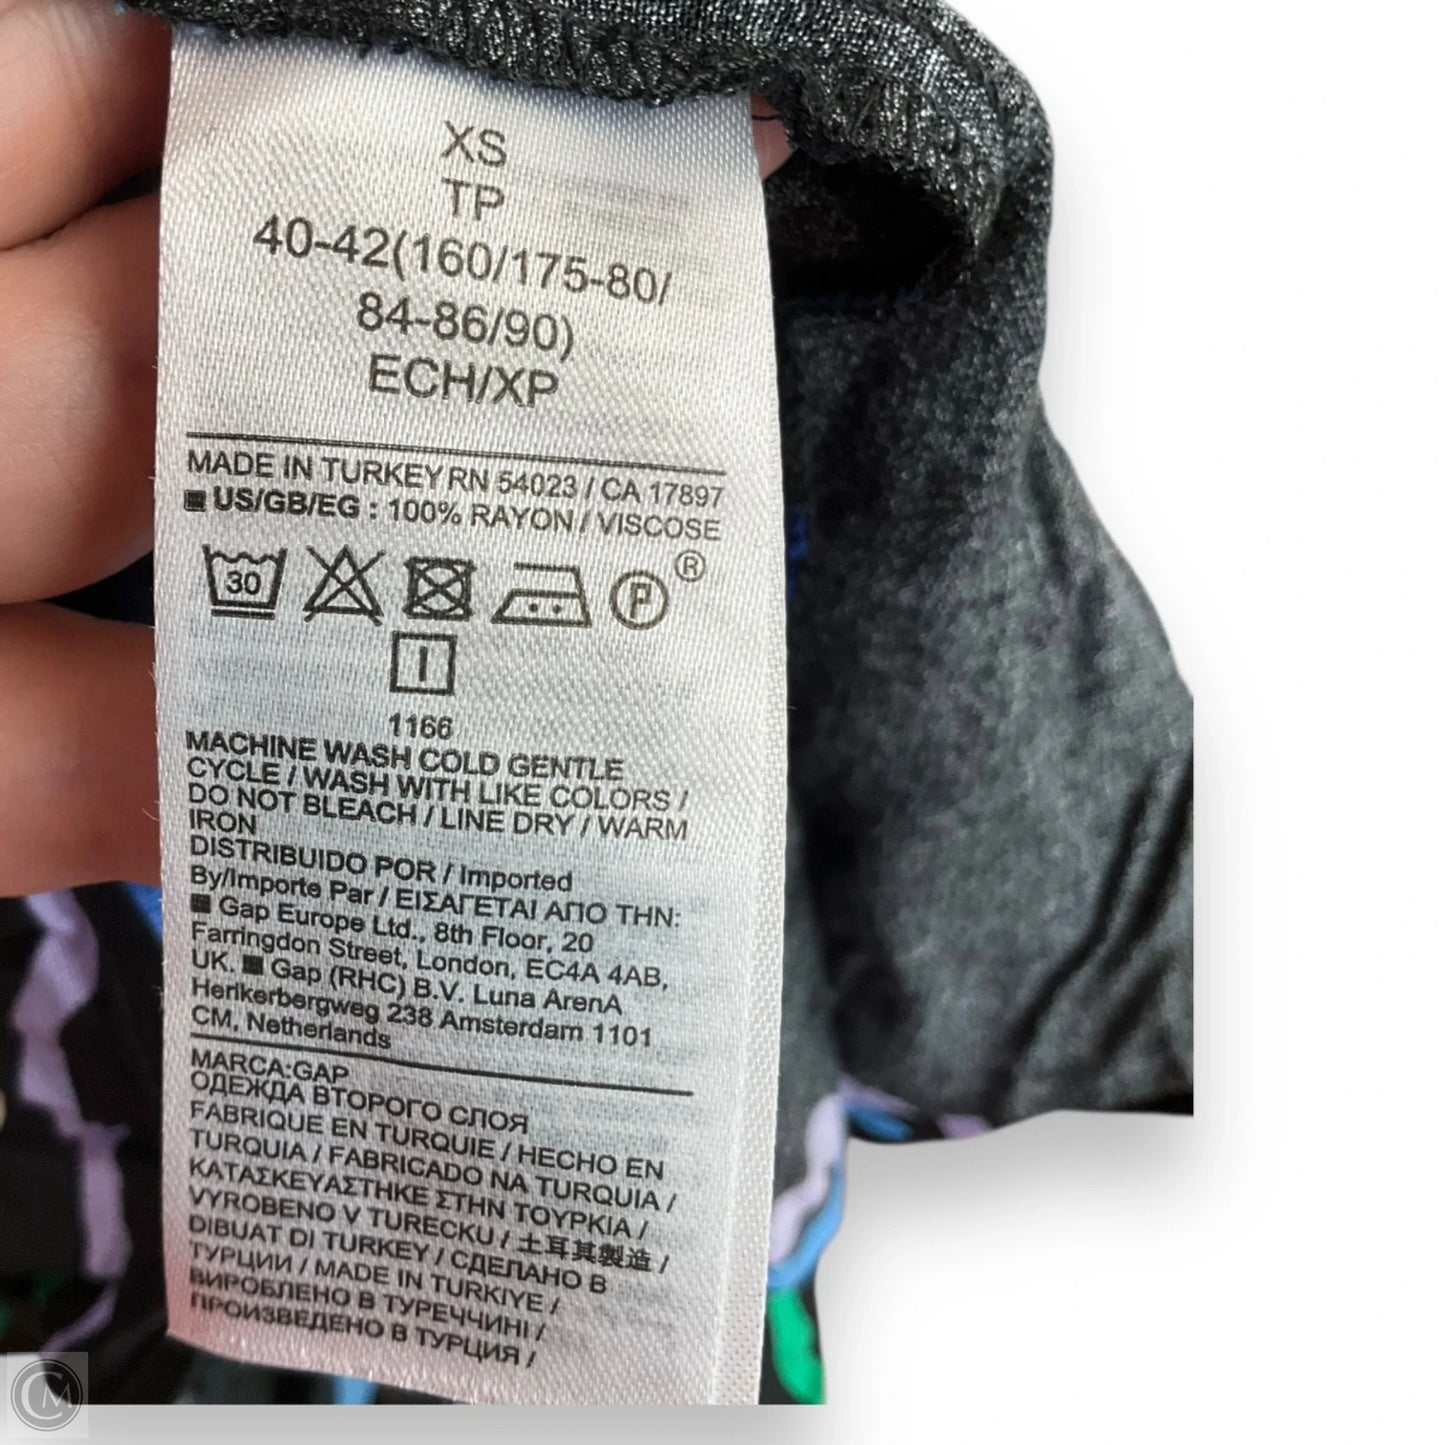 XS
TP
40-42(160/175-80/
84-86/90)
ECH/XP
MADE IN TURKEY RN 54023 / CA 17897
US/GB/EG : 100% RAYON / VISCOSE
30 P ®
I
1166
MACHINE WASH COLD GENTLE
CYCLE / WASH WITH LIKE COLORS /
DO NOT BLEACH / LINE DRY / WARM
IRON
DISTRIBUIDO POR / Imported
By/Importe Par / ΕΙΣΑΓΕΤΑΙ ΑΠΟ ΤΗΝ:
Gap Europe Ltd., 8th Floor, 20
Farringdon Street, London, EC4A 4AB,
UK. Gap (RHC) B.V. Luna ArenA
Herikerbergweg 238 Amsterdam 1101
CM, Netherlands
MARCA:GAP
ОДЕЖДА ВТОРОГО СЛОЯ
FABRIQUE EN TURQUIE / HECHO EN
TURQUIA / FABRICADO NA TURQUIA /
ΚΑΤΑΣΚΕΥΑΣΤΗΚΕ ΣΤΗΝ ΤΟΥΡΚΙΑ /
VYROBENO V TURECKU / 土耳其製造 /
DIBUAT DI TURKEY / СДЕЛАНО В
ТУРЦИИ / MADE IN TURKIYE /
ВИРОБЛЕНО В ТУРЕЧЧИНІ /
ПРОИЗВЕДЕНО В ТУРЦИЯ /
CM